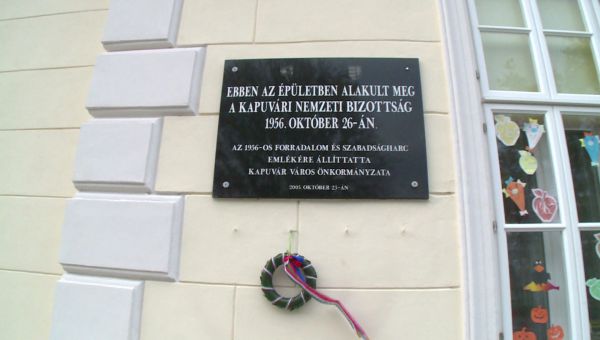 EBBEN AZ ÉPÜLETBEN ALAKULT MEG
A KAPUVÁRI NEMZETI BIZOTTSÁG
1956. OKTÓBER 26-ÁN.
AZ 1956-OS FORRADALOM ÉS SZABADSÁGHARC
EMLÉKÉRE ÁLLÍTTATTA
KAPUVÁR VÁROS ÖNKORMÁNYZATA
2005 OKTÓBER 23-ÁN